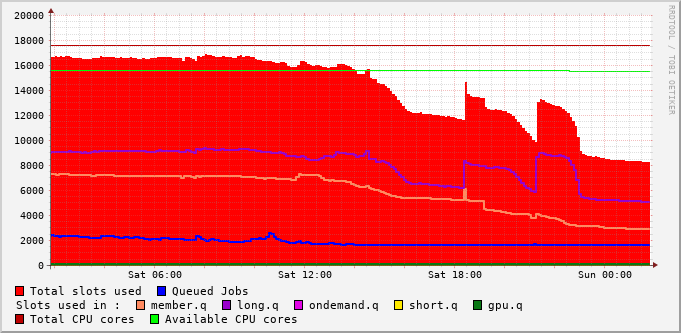 RRDTOOL / TOBI OETIKER
20000
18000
16000
14000
12000
10000
8000
6000
4000
2000
0
Sat 06:00 Sat 12:00 Sat 18:00 Sun 00:00
Total slots used Queued Jobs
Slots used in : member.q long.q ondemand.q short.q gpu.q
Total CPU cores Available CPU cores